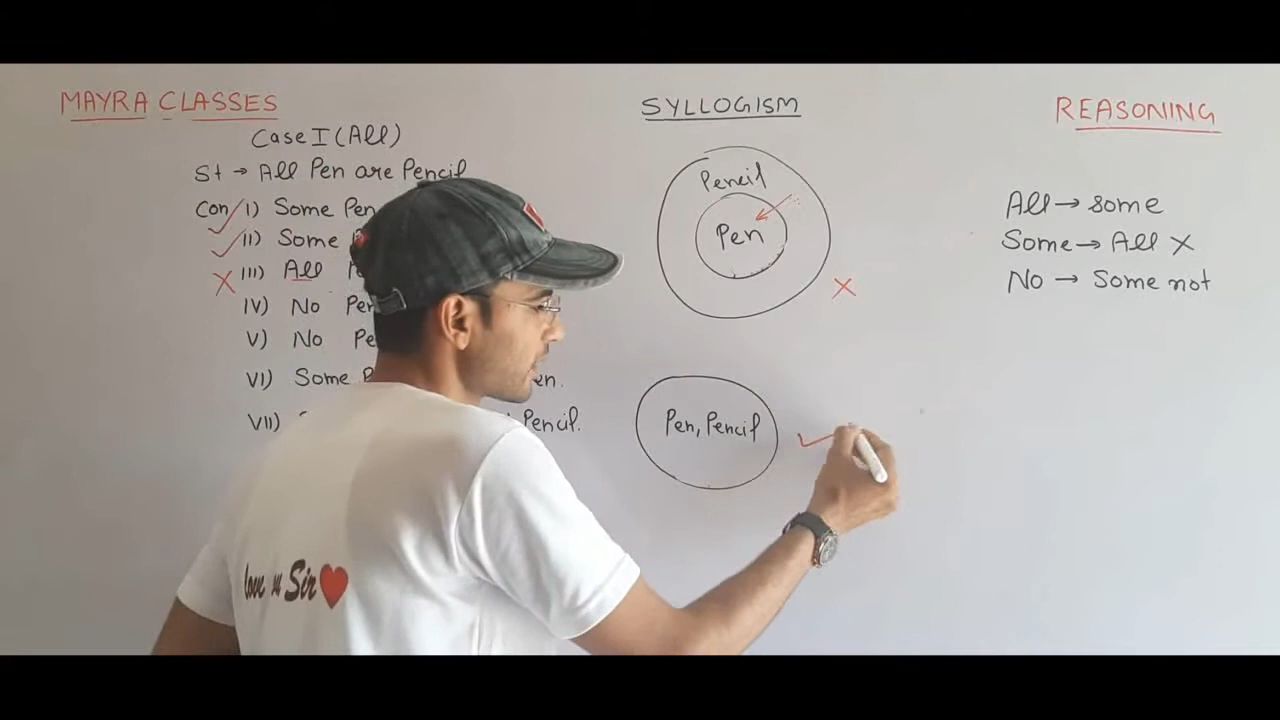 MAYRA CLASSES
SYLLOGISM
REASONING
Case I (All)
St → All Pen are Pencil
Con I) Some Pen
II) Some
III) All
IV) No Pen
V) No
VI) Some en.
VII) Pencil.
Pencil
Pen
Pen, Pencil
All → some
Some → All X
No → Some not
Sir